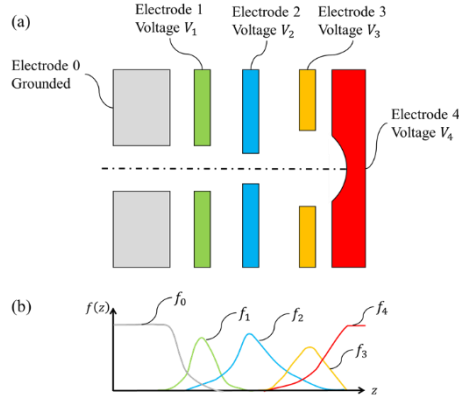 (a)
Electrode 0
Grounded
Electrode 1
Voltage V₁
Electrode 2
Voltage V₂
Electrode 3
Voltage V₃
Electrode 4
Voltage V₄
(b)
f(z)
f₀
f₁
f₂
f₄
f₃
z